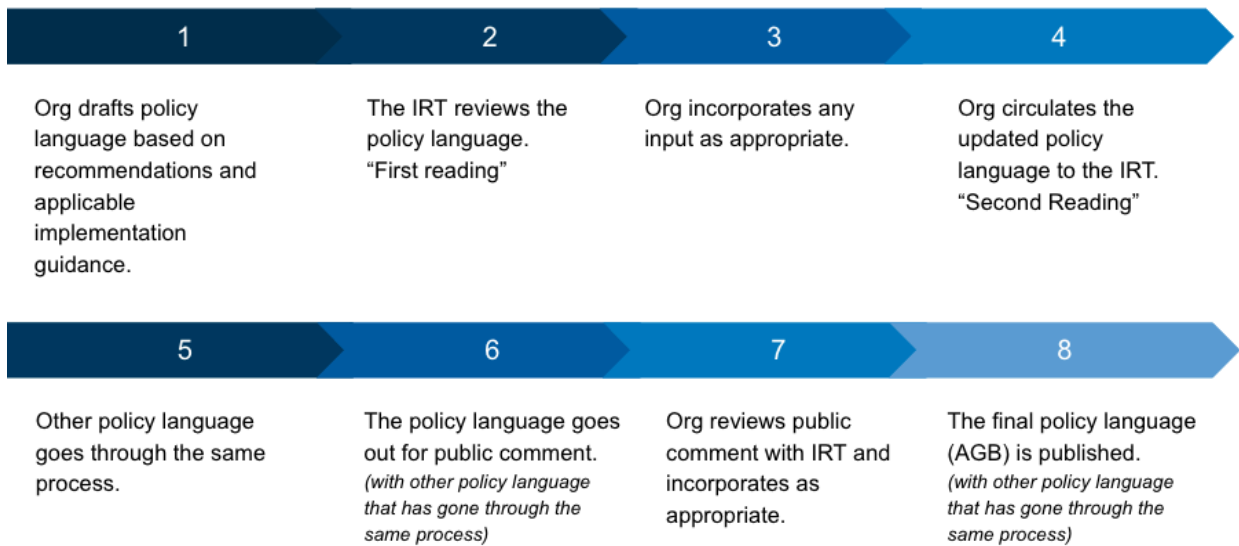 1
2
3
4
Org drafts policy
language based on
recommendations and
applicable
implementation
guidance.
The IRT reviews the
policy language.
“First reading”
Org incorporates any
input as appropriate.
Org circulates the
updated policy
language to the IRT.
“Second Reading”
5
6
7
8
Other policy language
goes through the same
process.
The policy language goes
out for public comment.
(with other policy language
that has gone through the
same process)
Org reviews public
comment with IRT and
incorporates as
appropriate.
The final policy language
(AGB) is published.
(with other policy language
that has gone through the
same process)